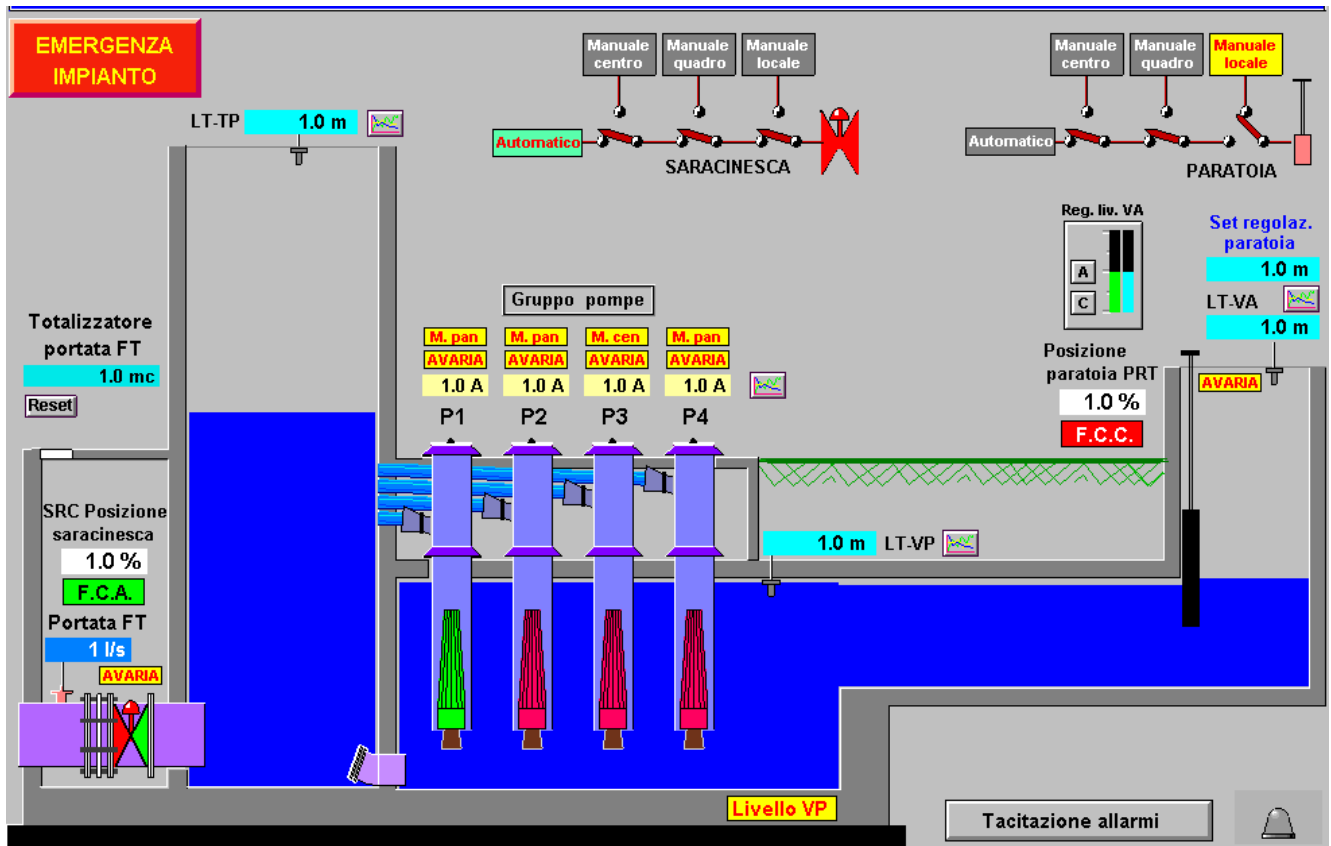 EMERGENZA
IMPIANTO
Manuale
centro
Manuale
quadro
Manuale
locale
Automatico
SARACINESCA
Manuale
centro
Manuale
quadro
Manuale
locale
Automatico
PARATOIA
LT-TP 1.0 m
Reg. liv. VA
A
C
Set regolaz.
paratoia
1.0 m
LT-VA
1.0 m
AVARIA
Posizione
paratoia PRT
1.0 %
F.C.C.
Gruppo pompe
M. pan M. pan M. cen M. pan
AVARIA AVARIA AVARIA AVARIA
1.0 A 1.0 A 1.0 A 1.0 A
P1 P2 P3 P4
Totalizzatore
portata FT
1.0 mc
Reset
SRC Posizione
saracinesca
1.0 %
F.C.A.
Portata FT
1 l/s
AVARIA
1.0 m LT-VP
Livello VP
Tacitazione allarmi